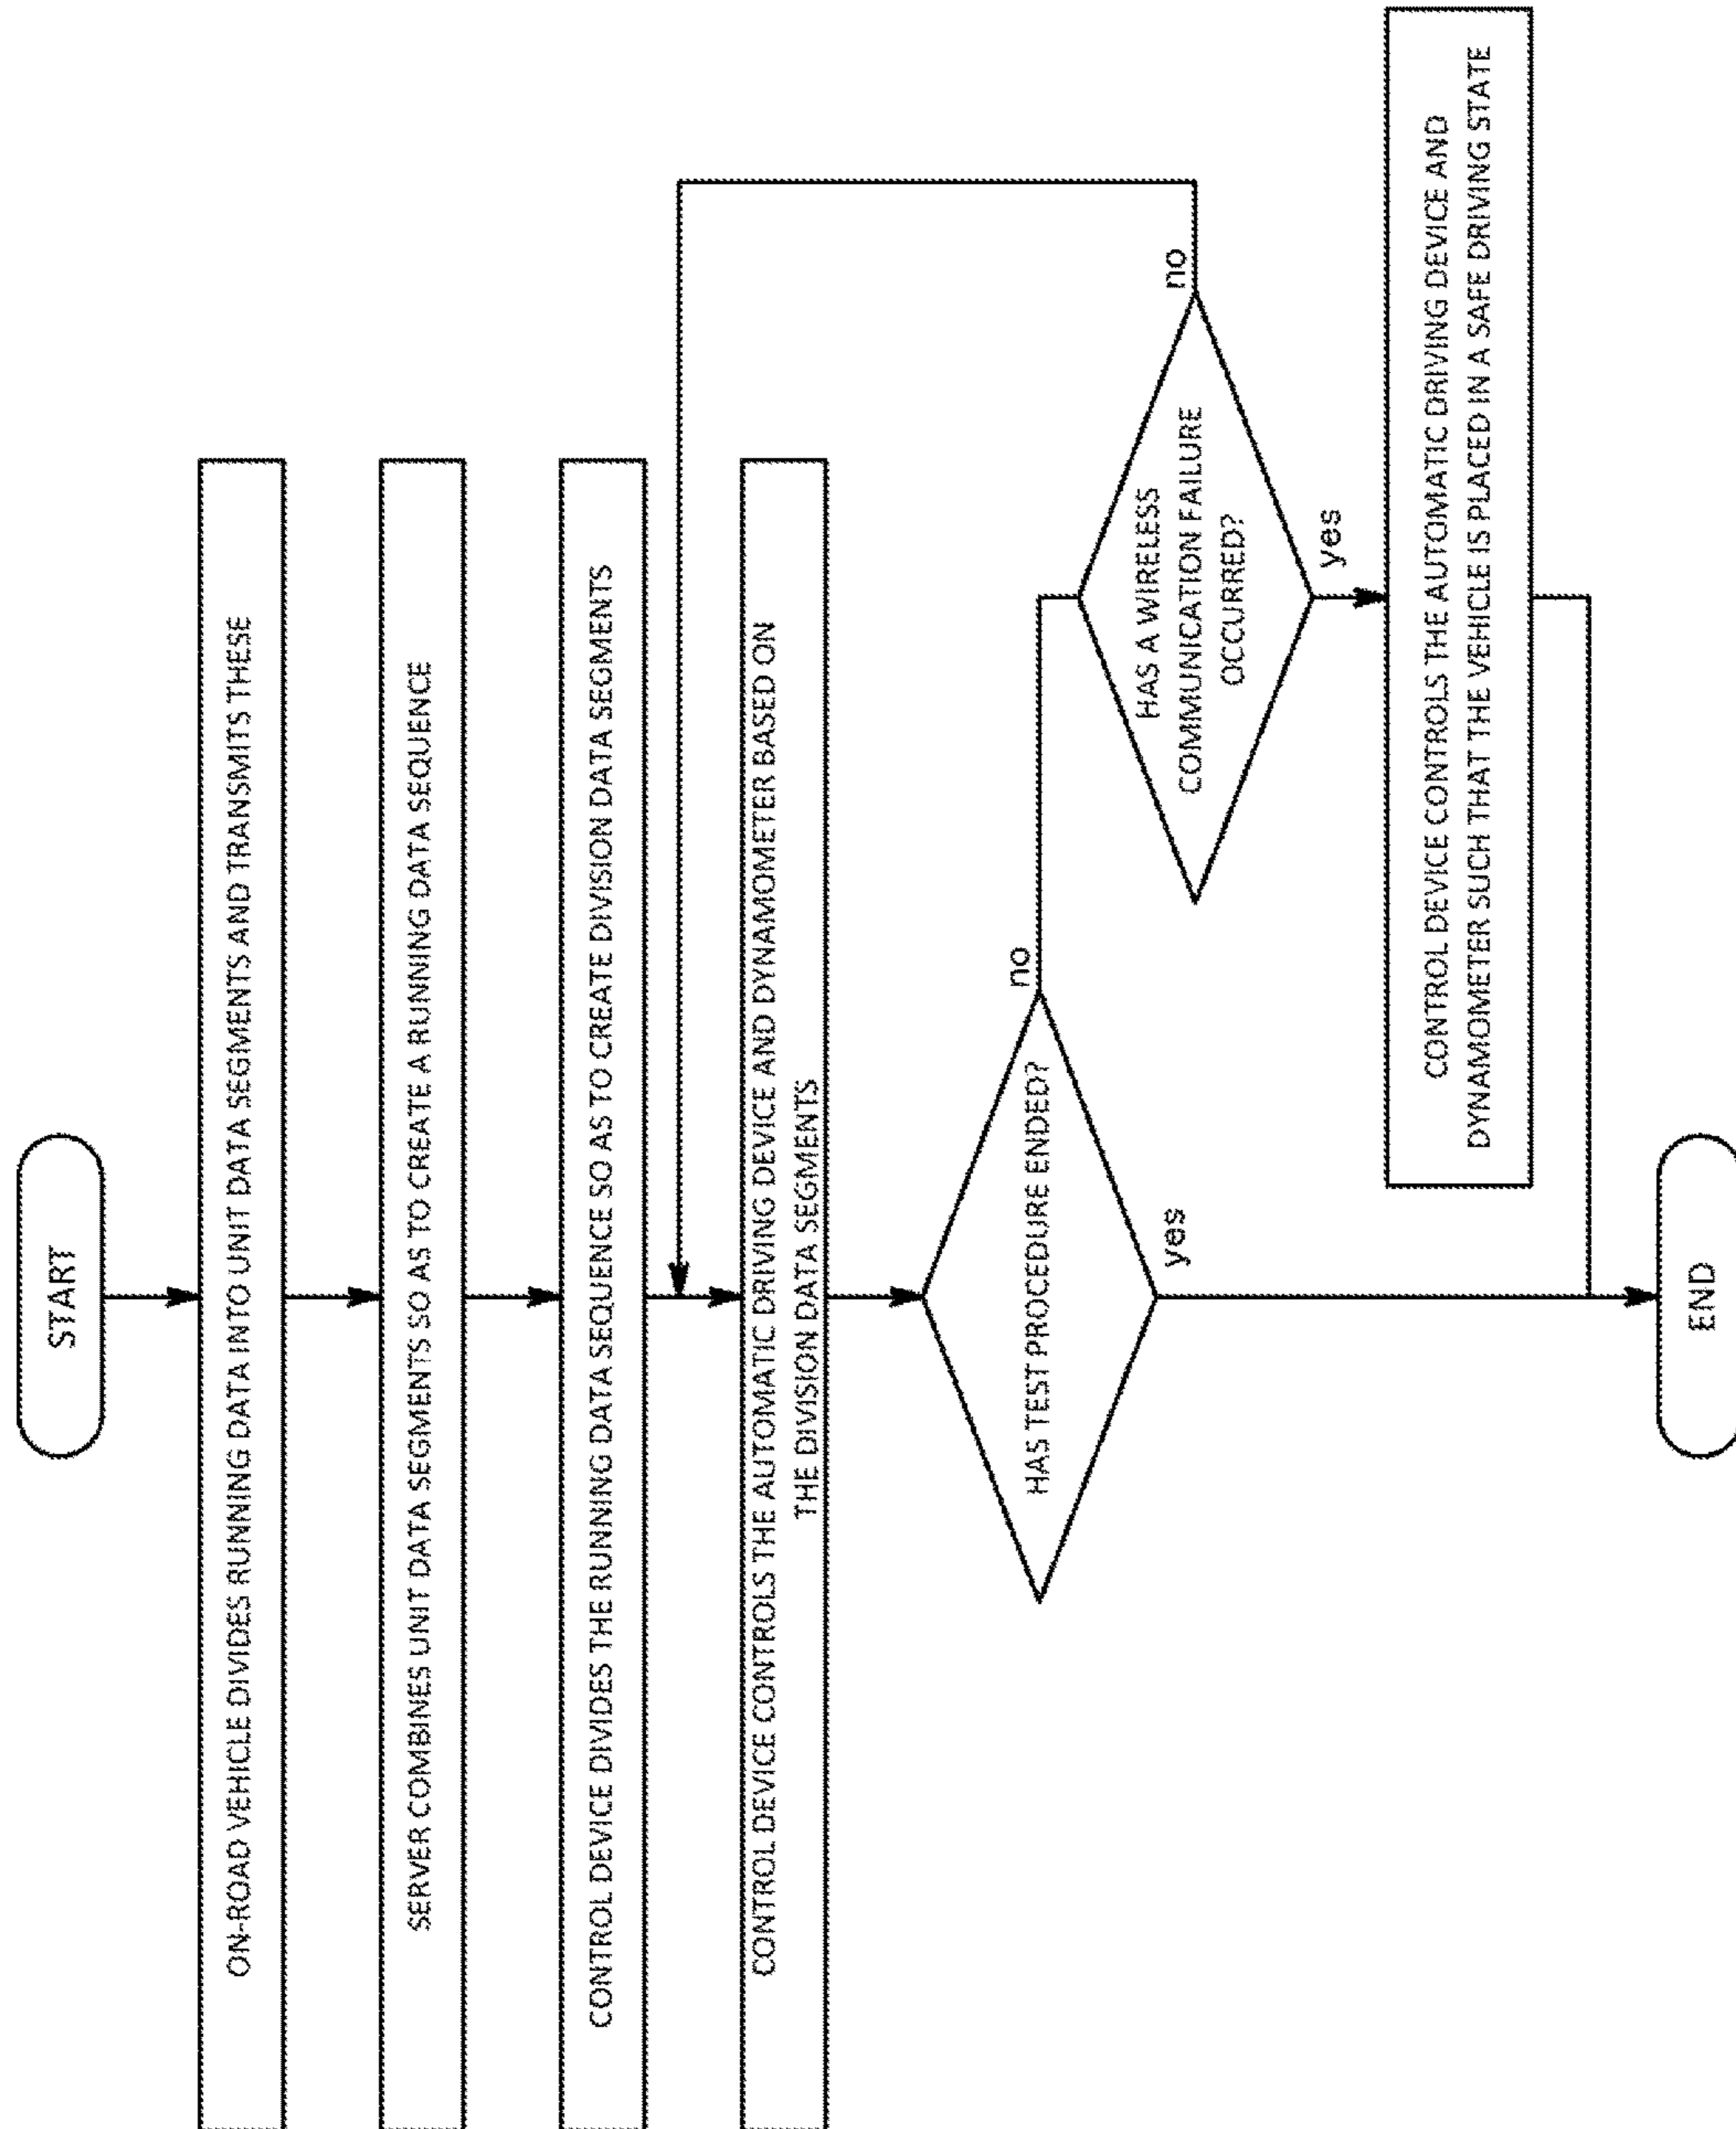 START
ON-ROAD VEHICLE DIVIDES RUNNING DATA INTO UNIT DATA SEGMENTS AND TRANSMITS THESE
SERVER COMBINES UNIT DATA SEGMENTS SO AS TO CREATE A RUNNING DATA SEQUENCE
CONTROL DEVICE DIVIDES THE RUNNING DATA SEQUENCE SO AS TO CREATE DIVISION DATA SEGMENTS
CONTROL DEVICE CONTROLS THE AUTOMATIC DRIVING DEVICE AND DYNAMOMETER BASED ON
THE DIVISION DATA SEGMENTS
HAS TEST PROCEDURE ENDED?
no
yes
HAS A WIRELESS
COMMUNICATION FAILURE
OCCURRED?
no
yes
CONTROL DEVICE CONTROLS THE AUTOMATIC DRIVING DEVICE AND
DYNAMOMETER SUCH THAT THE VEHICLE IS PLACED IN A SAFE DRIVING STATE
END